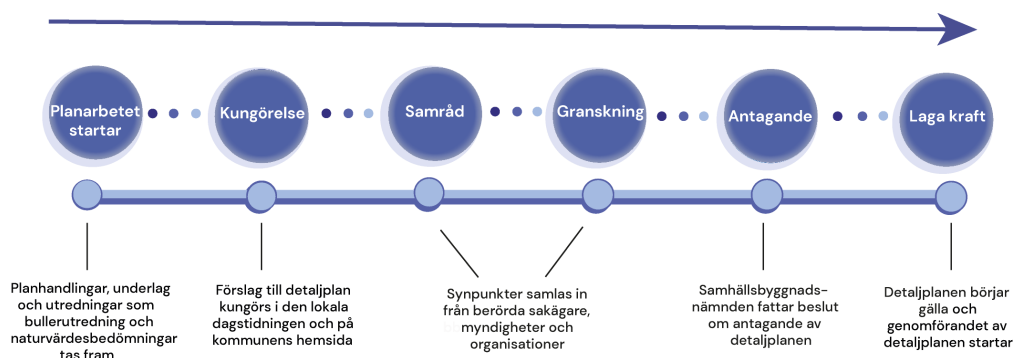 Planarbetet
startar
Kungörelse
Samråd
Granskning
Antagande
Laga kraft
Planhandlingar, underlag
och utredningar som
bullerutredning och
naturvärdesbedömningar
tas fram
Förslag till detaljplan
kungörs i den lokala
dagstidningen och på
kommunens hemsida
Synpunkter samlas in
från berörda sakägare,
myndigheter och
organisationer
Samhällsbyggnads-
nämnden fattar beslut
om antagande av
detaljplanen
Detaljplanen börjar
gälla och
genomförandet av
detaljplanen startar